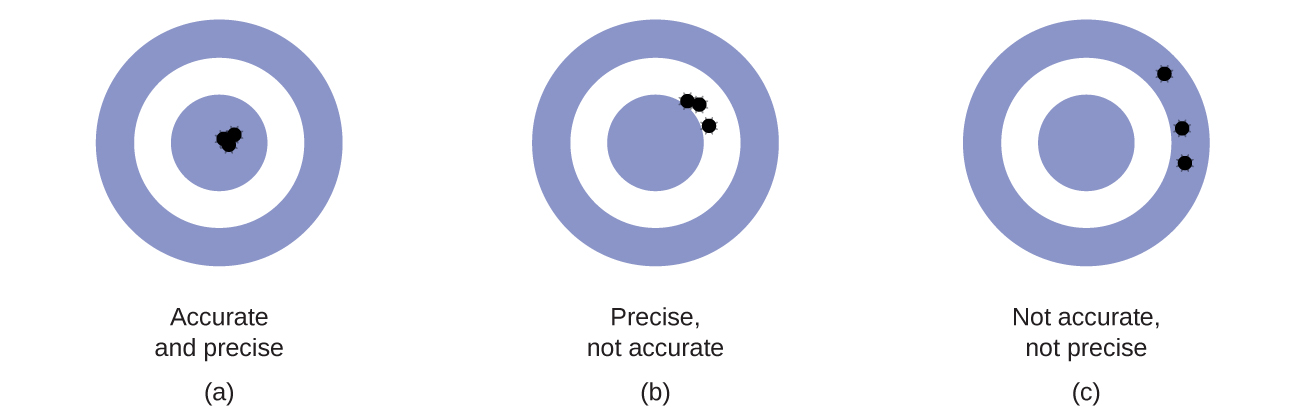 Accurate
and precise
(a)
Precise,
not accurate
(b)
Not accurate,
not precise
(c)